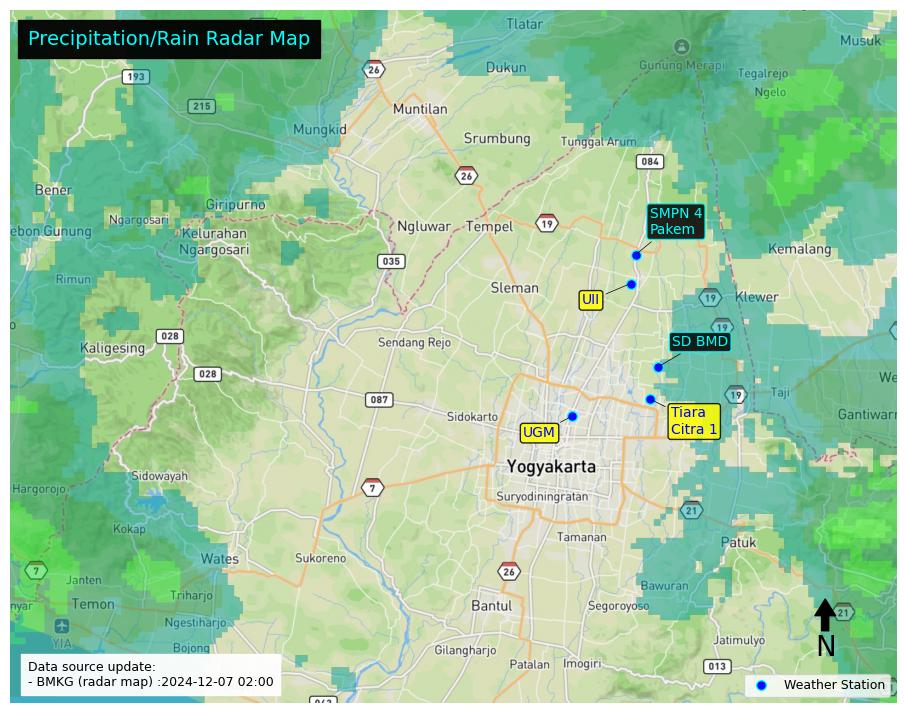 Precipitation/Rain Radar Map
Tlatar
26
Musuk
193
Dukun
Gunung Merapi
Tegalrejo
Ngelo
215
Muntilan
Mungkid
Srumbung
Tunggal Arum
084
26
Bener
Giripurno
SMPN 4
Pakem
Ngargosari
Ngluwar
Tempel
19
ebon Gunung
Kelurahan
Ngargosari
Kemalang
035
Rimun
Sleman
UII
19
Klewer
19
028
Sendang Rejo
SD BMD
Kaligesing
028
We
087
Taji
19
Sidokarto
Tiara
Citra 1
Gantiwarn
UGM
Yogyakarta
Sidowayah
7
Hargorojo
Suryodiningratan
21
Kokap
Tamanan
Patuk
Wates
Sukoreno
7
26
Janten
Bawuran
Triharjo
nyar
Temon
Bantul
Segoroyoso
21
Ngestiharjo
YIA
N
Bojong
Jatimulyo
Gilangharjo
Patalan
Imogiri
013
Data source update:
- BMKG (radar map) :2024-12-07 02:00
Weather Station